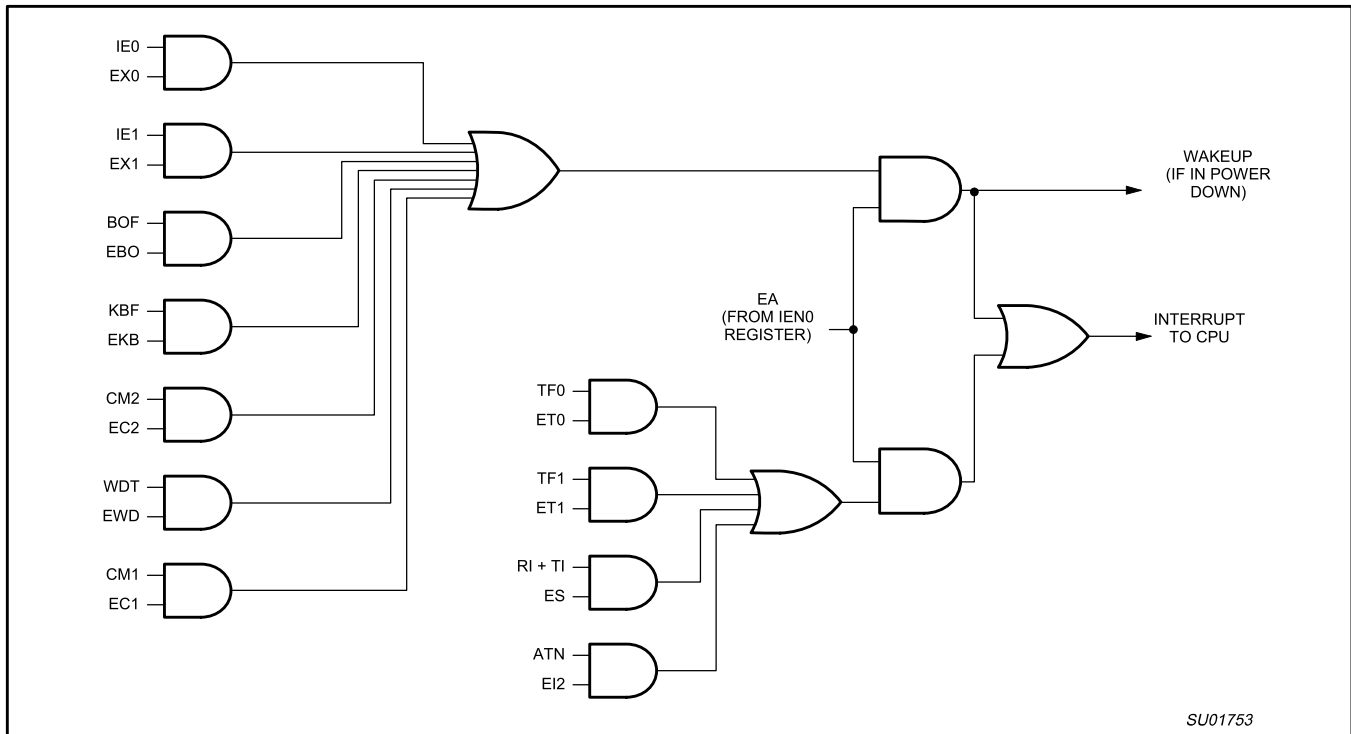 IE0
EX0
IE1
EX1
BOF
EBO
KBF
EKB
CM2
EC2
WDT
EWD
CM1
EC1
WAKEUP
(IF IN POWER
DOWN)
EA
(FROM IEN0
REGISTER)
INTERRUPT
TO CPU
TF0
ET0
TF1
ET1
RI + TI
ES
ATN
EI2
SU01753